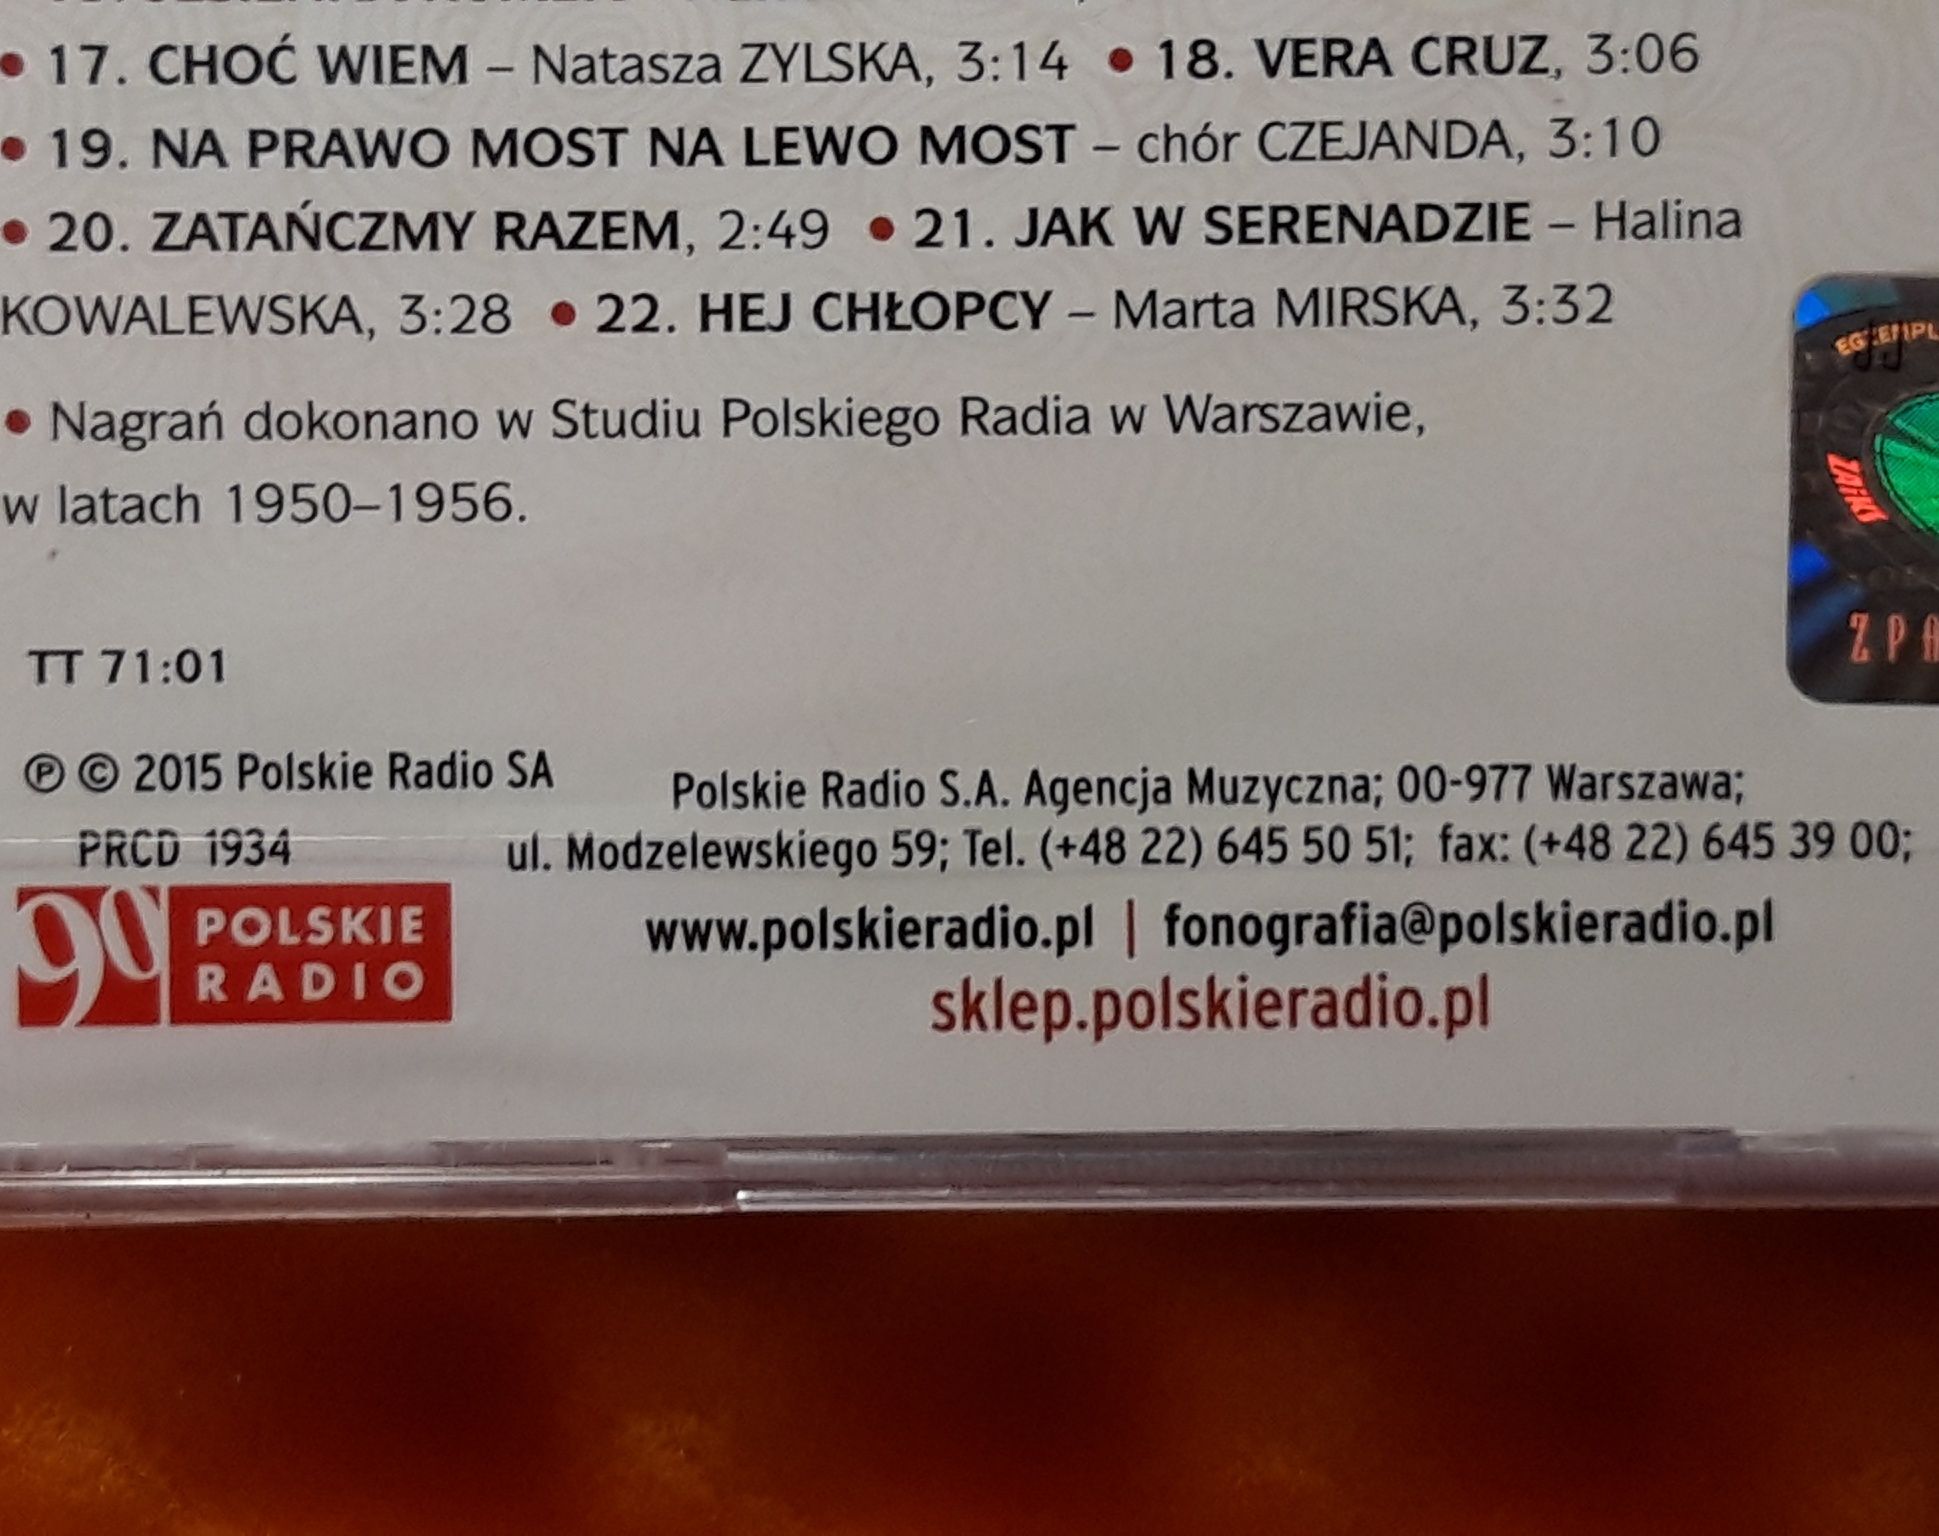 • 17. CHOĆ WIEM – Natasza ZYLSKA, 3:14 • 18. VERA CRUZ, 3:06
• 19. NA PRAWO MOST NA LEWO MOST – chór CZEJANDA, 3:10
• 20. ZATAŃCZMY RAZEM, 2:49 • 21. JAK W SERENADZIE – Halina
KOWALEWSKA, 3:28 • 22. HEJ CHŁOPCY – Marta MIRSKA, 3:32
• Nagrań dokonano w Studiu Polskiego Radia w Warszawie,
w latach 1950–1956.
ZAiKS
TT 71:01
℗ © 2015 Polskie Radio SA
PRCD 1934
90 POLSKIE
RADIO
Polskie Radio S.A. Agencja Muzyczna; 00-977 Warszawa;
ul. Modzelewskiego 59; Tel. (+48 22) 645 50 51; fax: (+48 22) 645 39 00;
www.polskieradio.pl | fonografia@polskieradio.pl
sklep.polskieradio.pl